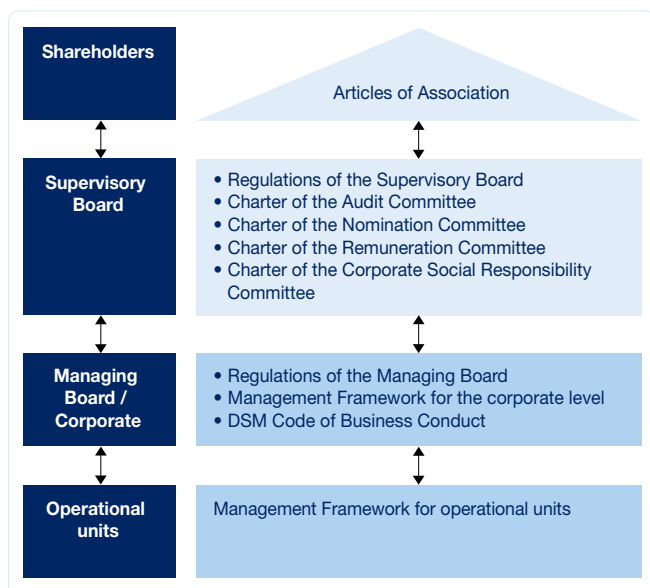 Shareholders
Articles of Association
Supervisory
Board
• Regulations of the Supervisory Board
• Charter of the Audit Committee
• Charter of the Nomination Committee
• Charter of the Remuneration Committee
• Charter of the Corporate Social Responsibility
Committee
Managing
Board /
Corporate
• Regulations of the Managing Board
• Management Framework for the corporate level
• DSM Code of Business Conduct
Operational
units
Management Framework for operational units